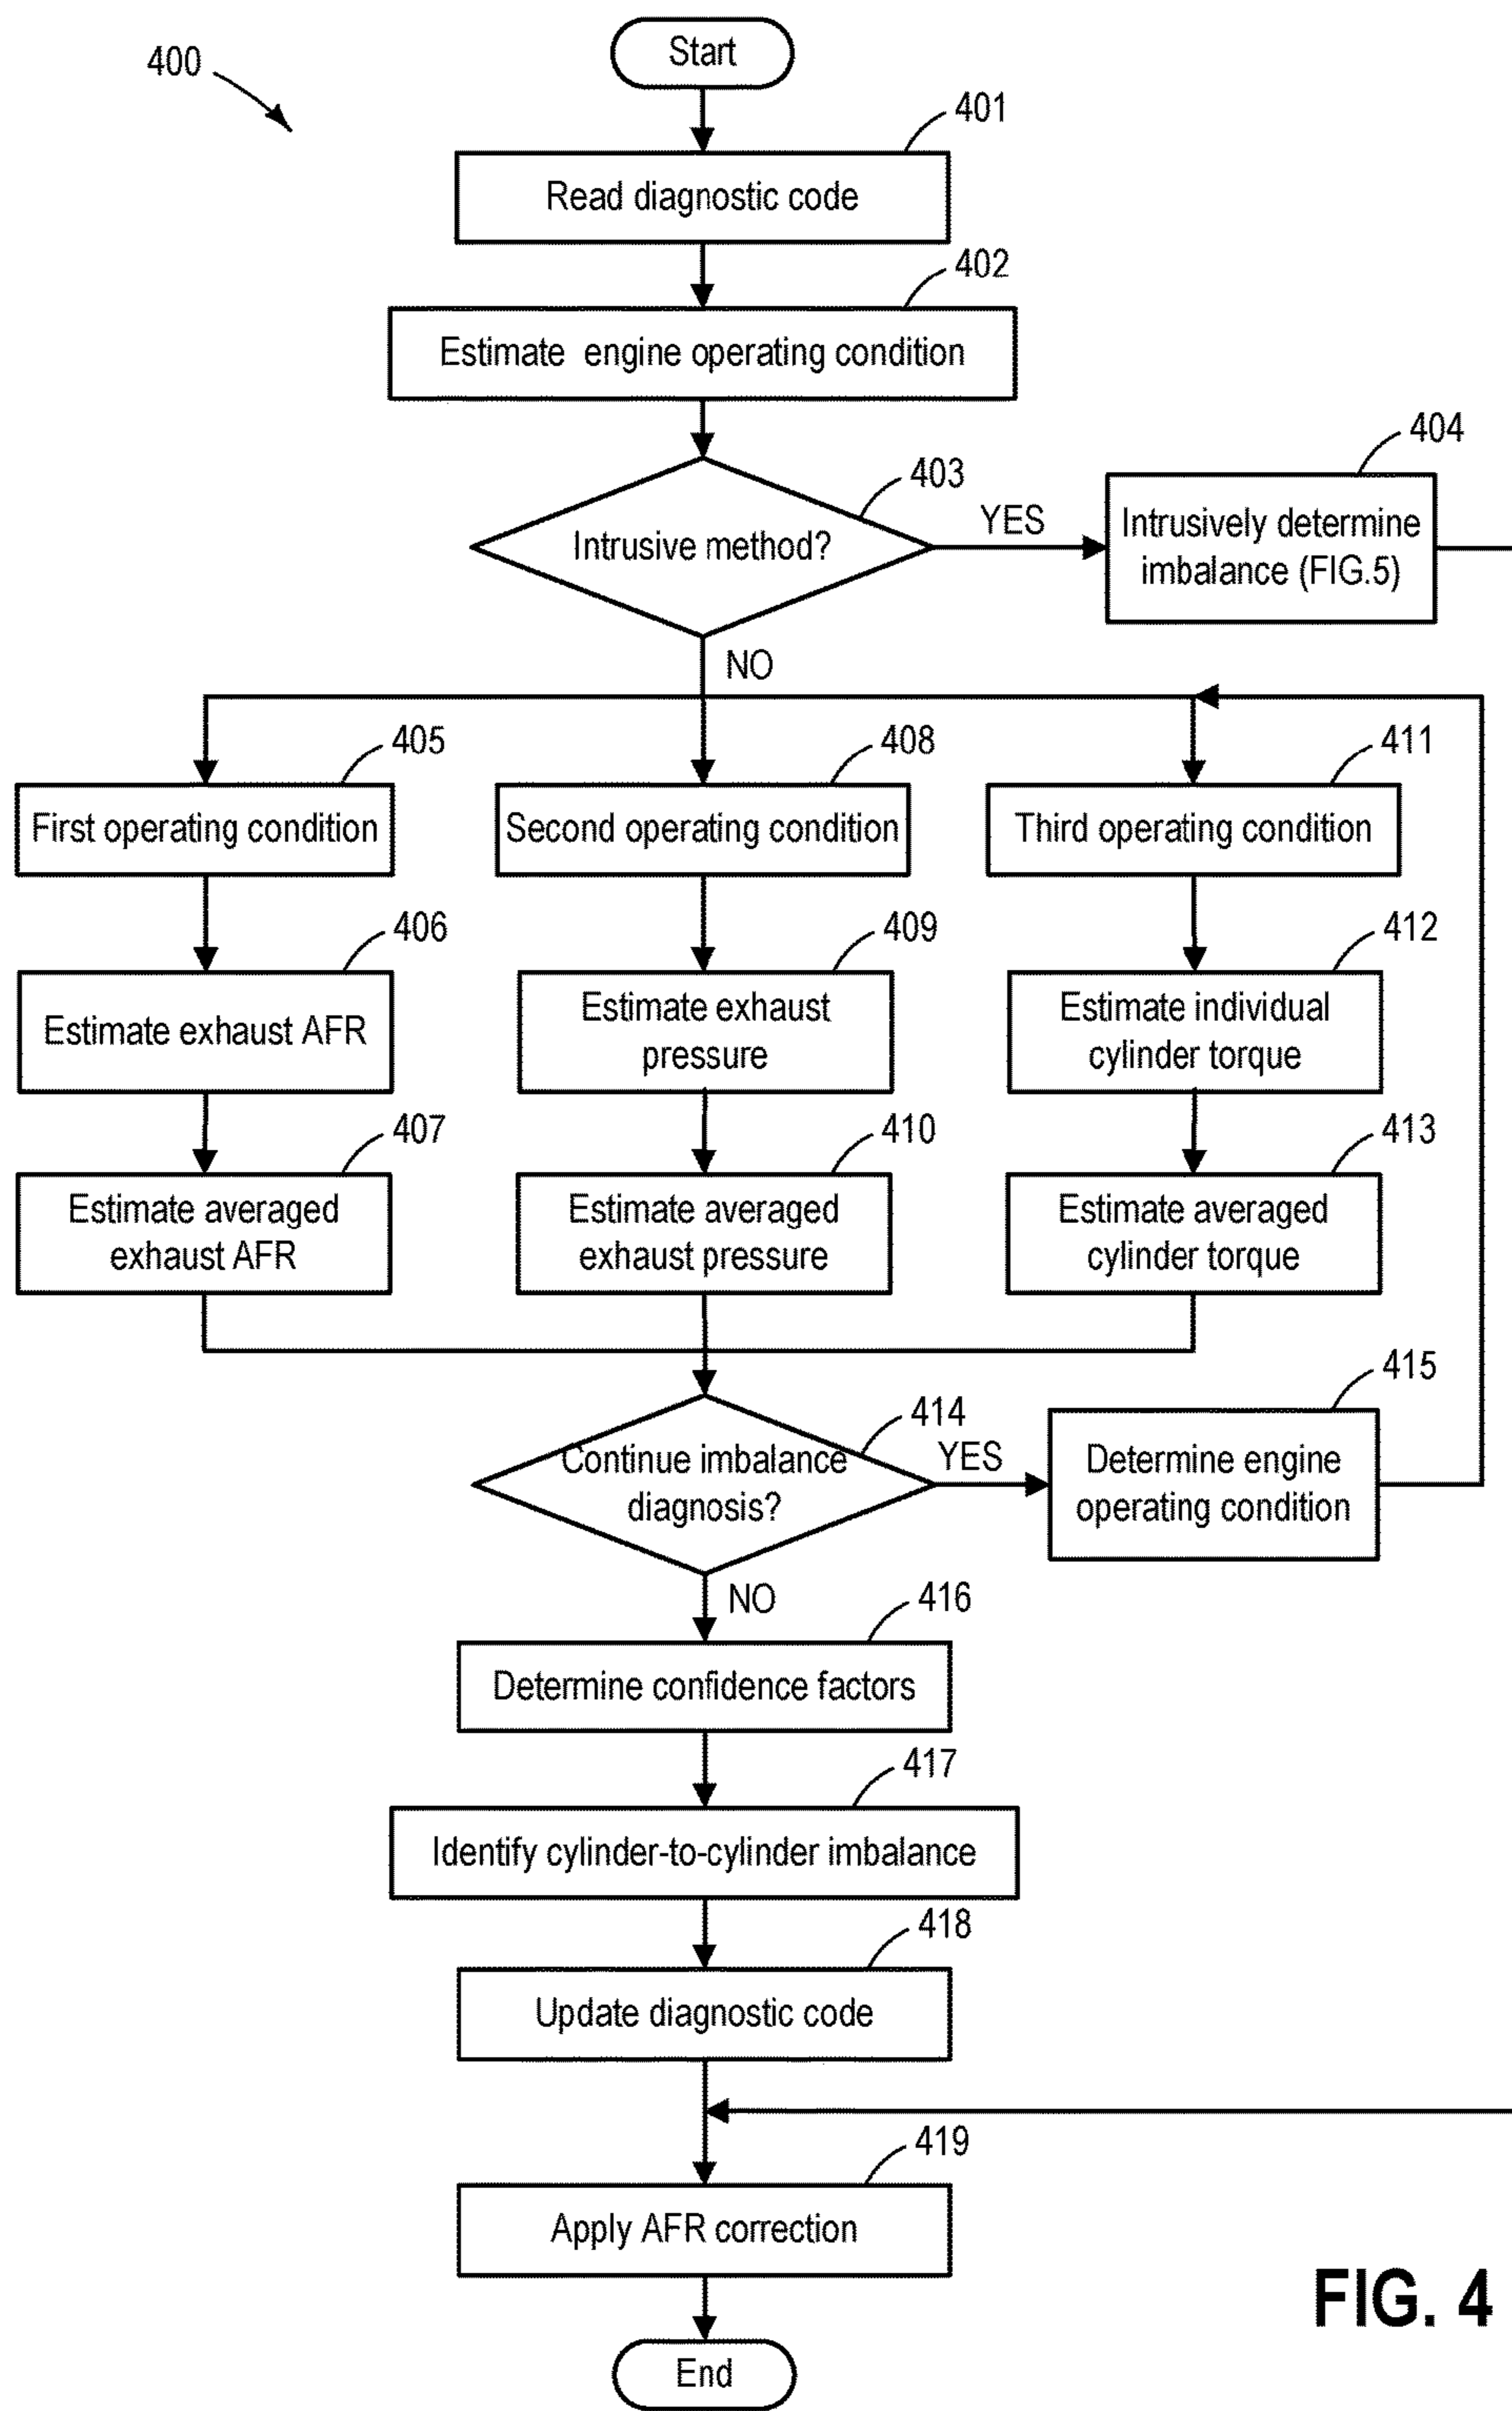 400
Start
401
Read diagnostic code
402
Estimate engine operating condition
403
Intrusive method?
YES
404
Intrusively determine
imbalance (FIG.5)
NO
405
First operating condition
408
Second operating condition
411
Third operating condition
406
Estimate exhaust AFR
409
Estimate exhaust
pressure
412
Estimate individual
cylinder torque
407
Estimate averaged
exhaust AFR
410
Estimate averaged
exhaust pressure
413
Estimate averaged
cylinder torque
414
Continue imbalance
diagnosis?
YES
415
Determine engine
operating condition
NO
416
Determine confidence factors
417
Identify cylinder-to-cylinder imbalance
418
Update diagnostic code
419
Apply AFR correction
End
FIG. 4